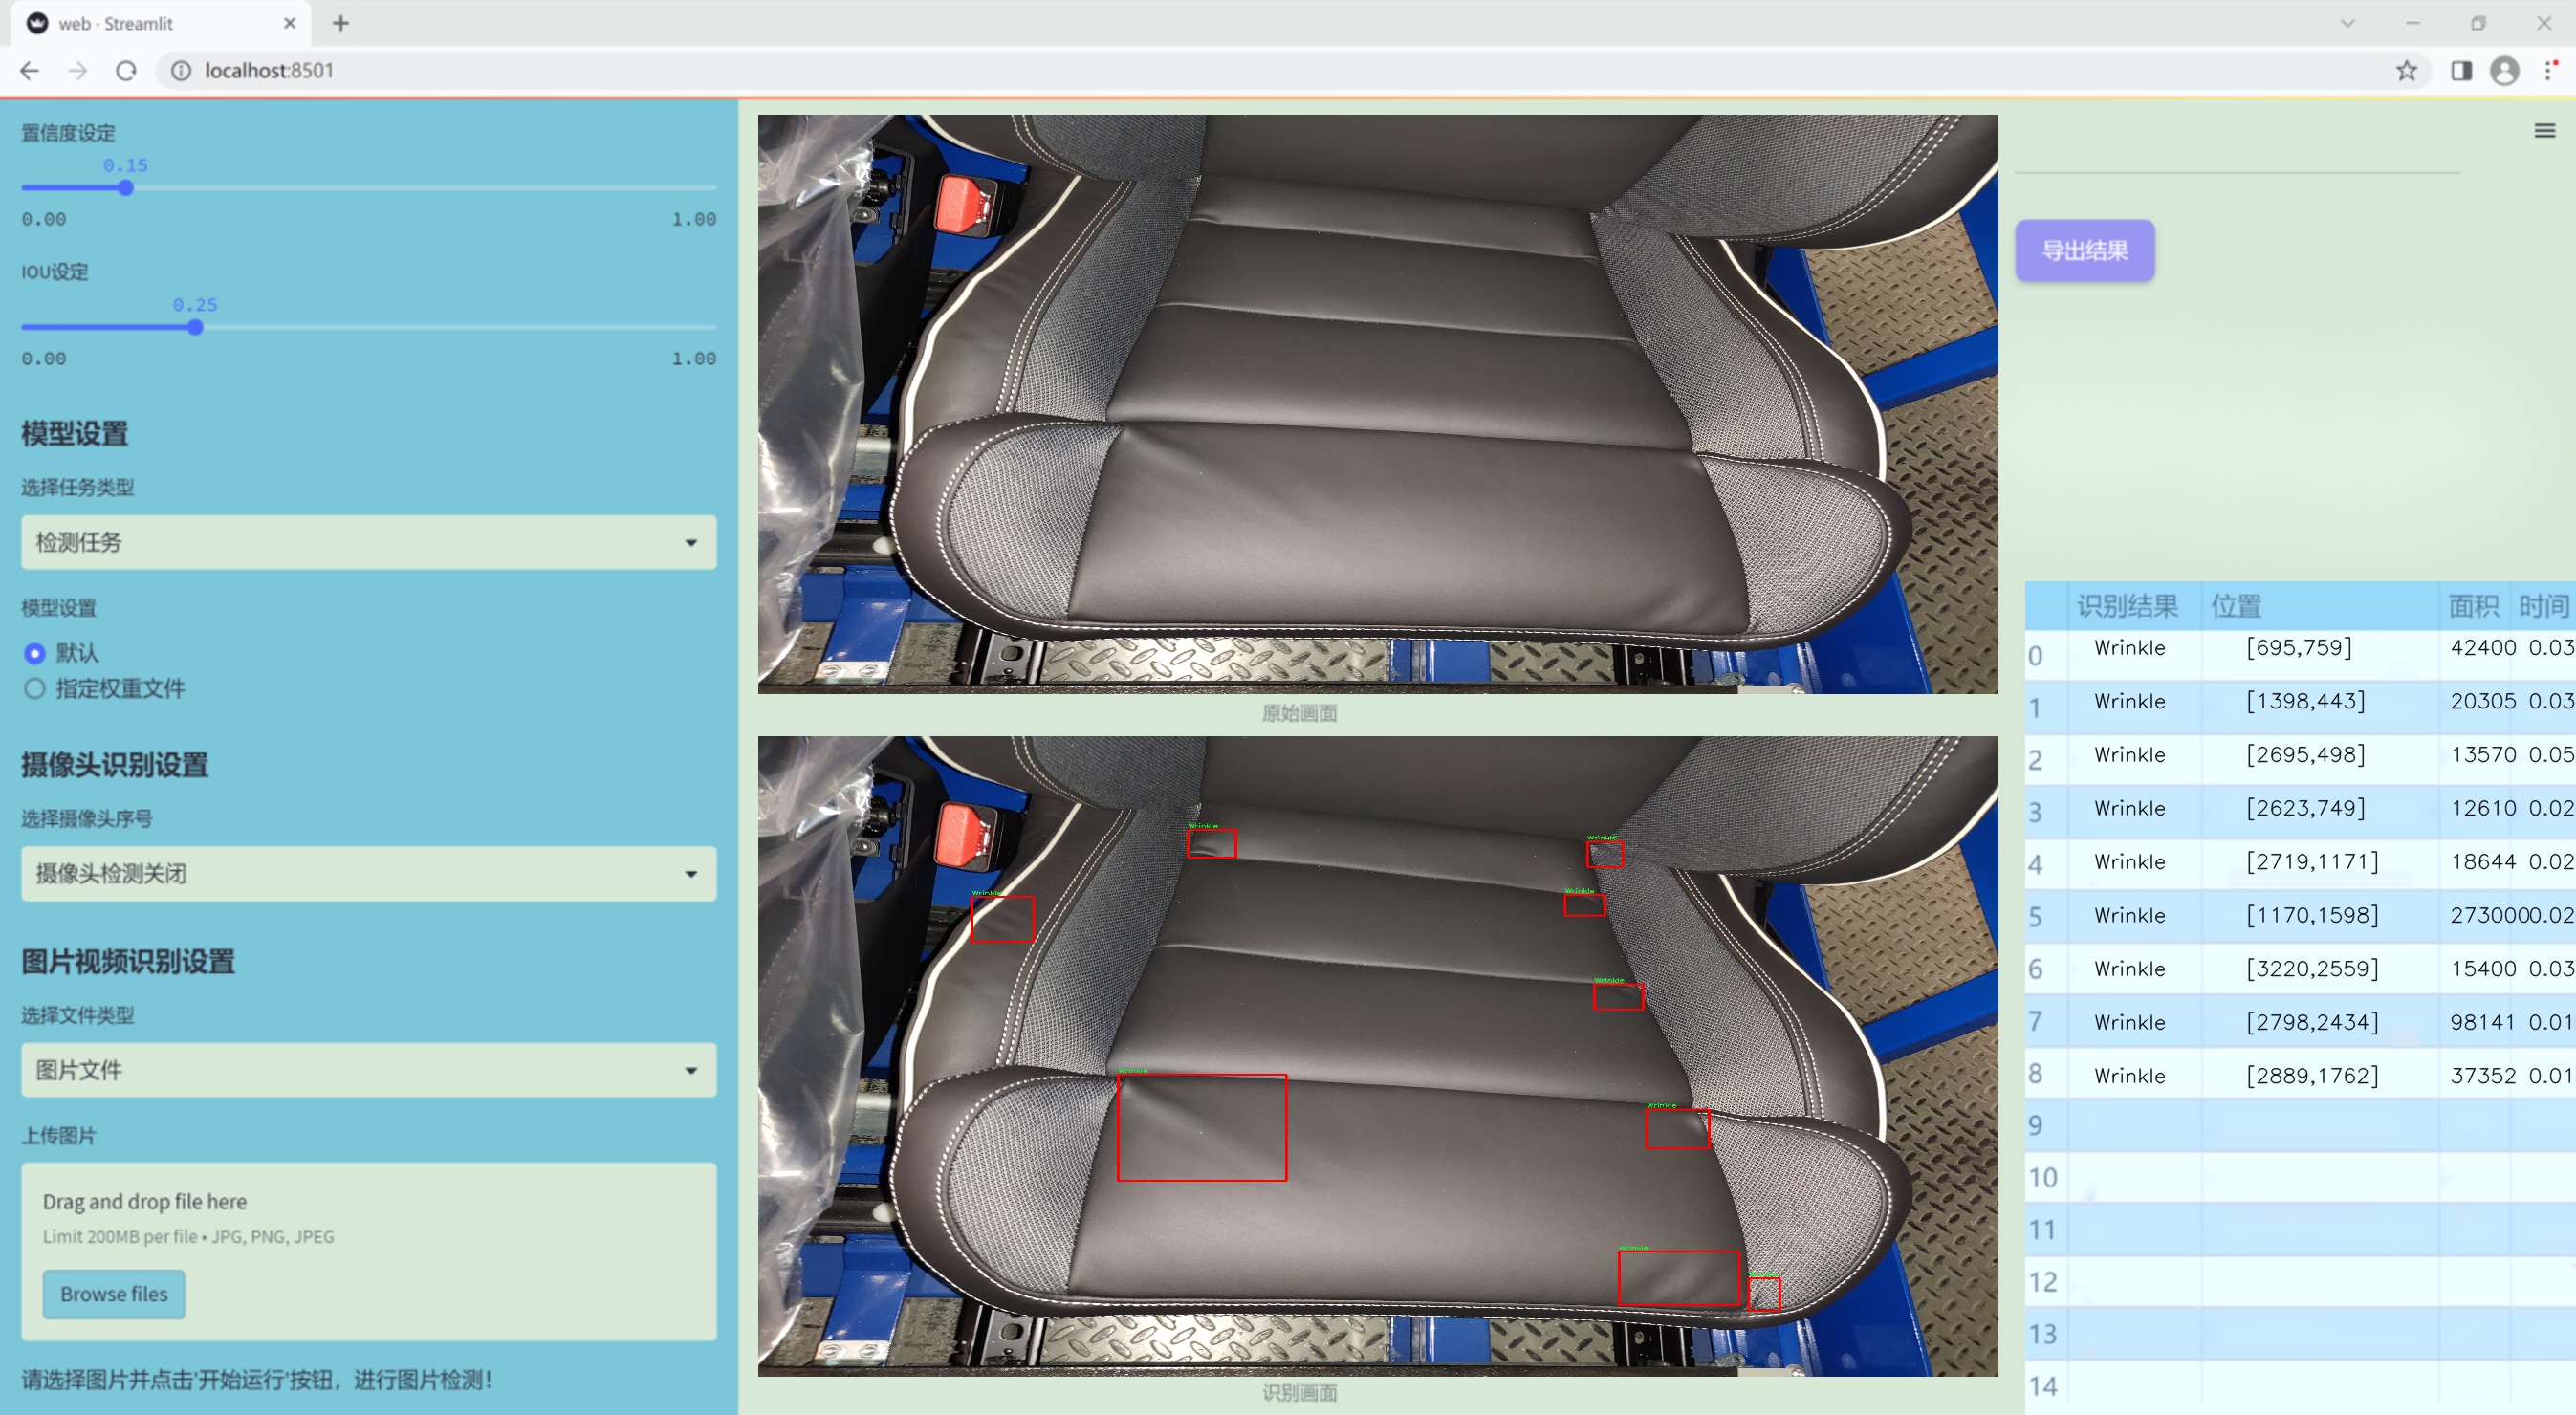 web · Streamlit
localhost:8501
置信度设定
0.15
0.00 1.00
IOU设定
0.25
0.00 1.00
模型设置
选择任务类型
检测任务
模型设置
默认
指定权重文件
摄像头识别设置
选择摄像头序号
摄像头检测关闭
图片视频识别设置
选择文件类型
图片文件
上传图片
Drag and drop file here
Limit 200MB per file • JPG, PNG, JPEG
Browse files
请选择图片并点击'开始运行'按钮，进行图片检测！
原始画面
Wrinkle
Wrinkle
Wrinkle
Wrinkle
Wrinkle
Wrinkle
Wrinkle
Wrinkle
识别画面
导出结果
识别结果 位置 面积 时间
0 Wrinkle [695,759] 42400 0.03
1 Wrinkle [1398,443] 20305 0.03
2 Wrinkle [2695,498] 13570 0.05
3 Wrinkle [2623,749] 12610 0.02
4 Wrinkle [2719,1171] 18644 0.02
5 Wrinkle [1170,1598] 2730000.02
6 Wrinkle [3220,2559] 15400 0.03
7 Wrinkle [2798,2434] 98141 0.01
8 Wrinkle [2889,1762] 37352 0.01
9
10
11
12
13
14